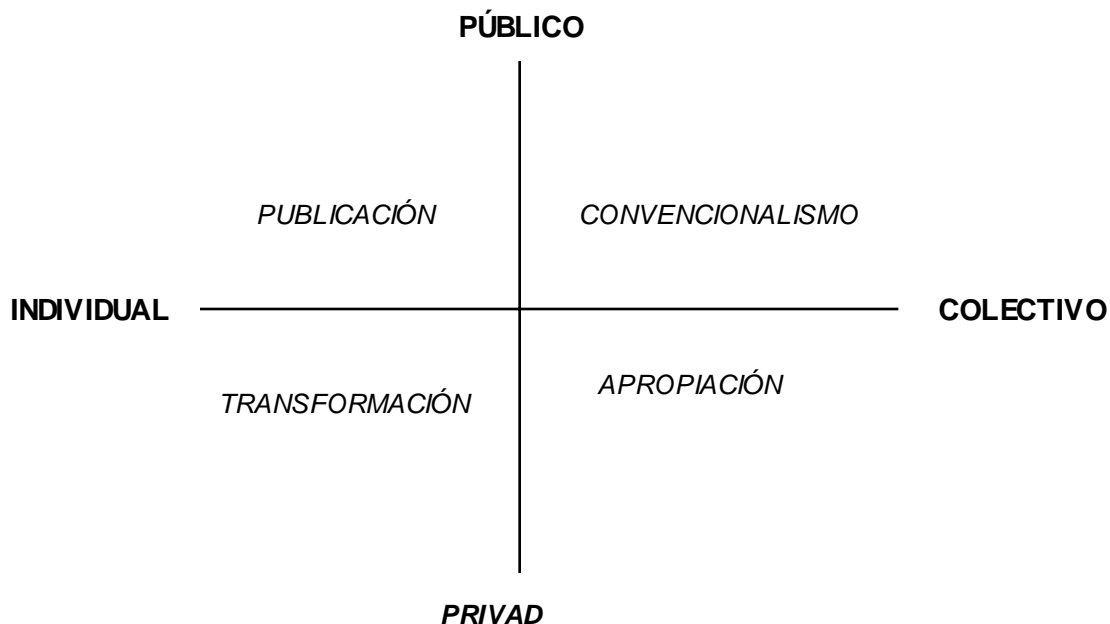 PÚBLICO
PUBLICACIÓN CONVENCIONALISMO
INDIVIDUAL COLECTIVO
TRANSFORMACIÓN APROPIACIÓN
PRIVAD